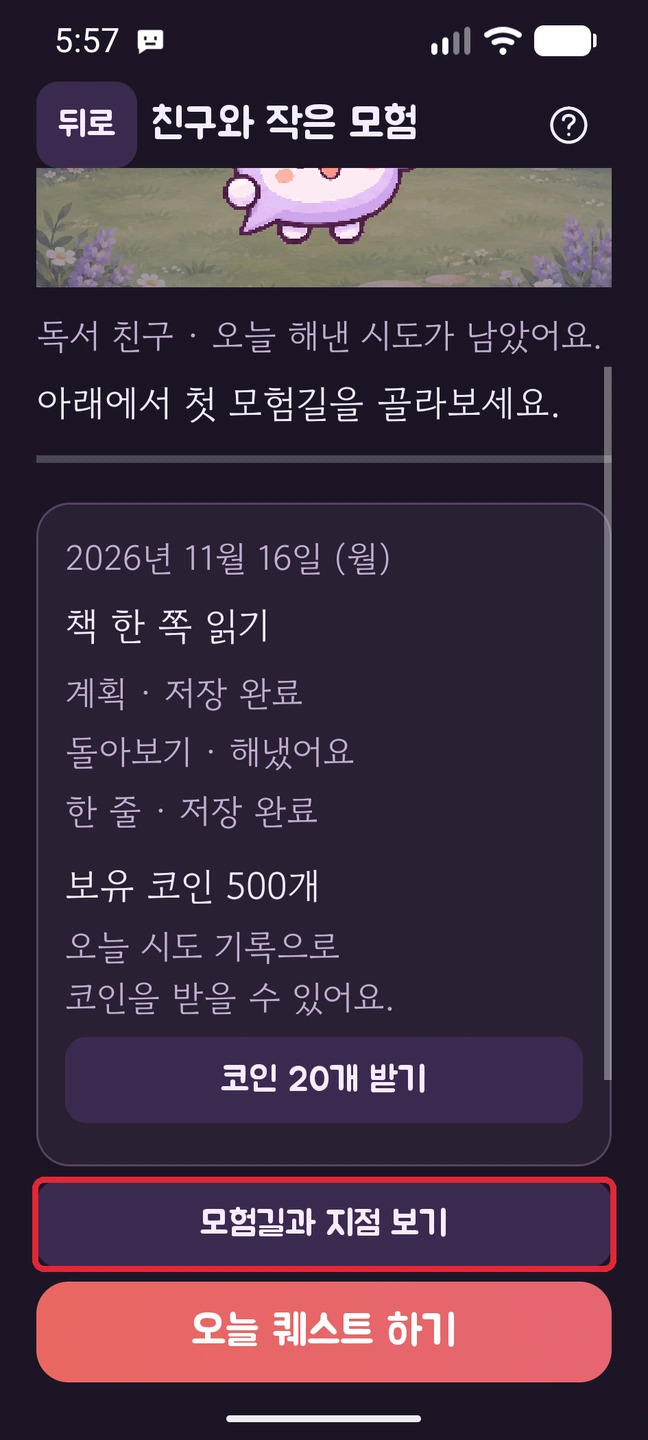 5:57
뒤로 친구와 작은 모험
독서 친구 · 오늘 해낸 시도가 남았어요.
아래에서 첫 모험길을 골라보세요.
2026년 11월 16일 (월)
책 한 쪽 읽기
계획 · 저장 완료
돌아보기 · 해냈어요
한 줄 · 저장 완료
보유 코인 500개
오늘 시도 기록으로
코인을 받을 수 있어요.
코인 20개 받기
모험길과 지점 보기
오늘 퀘스트 하기